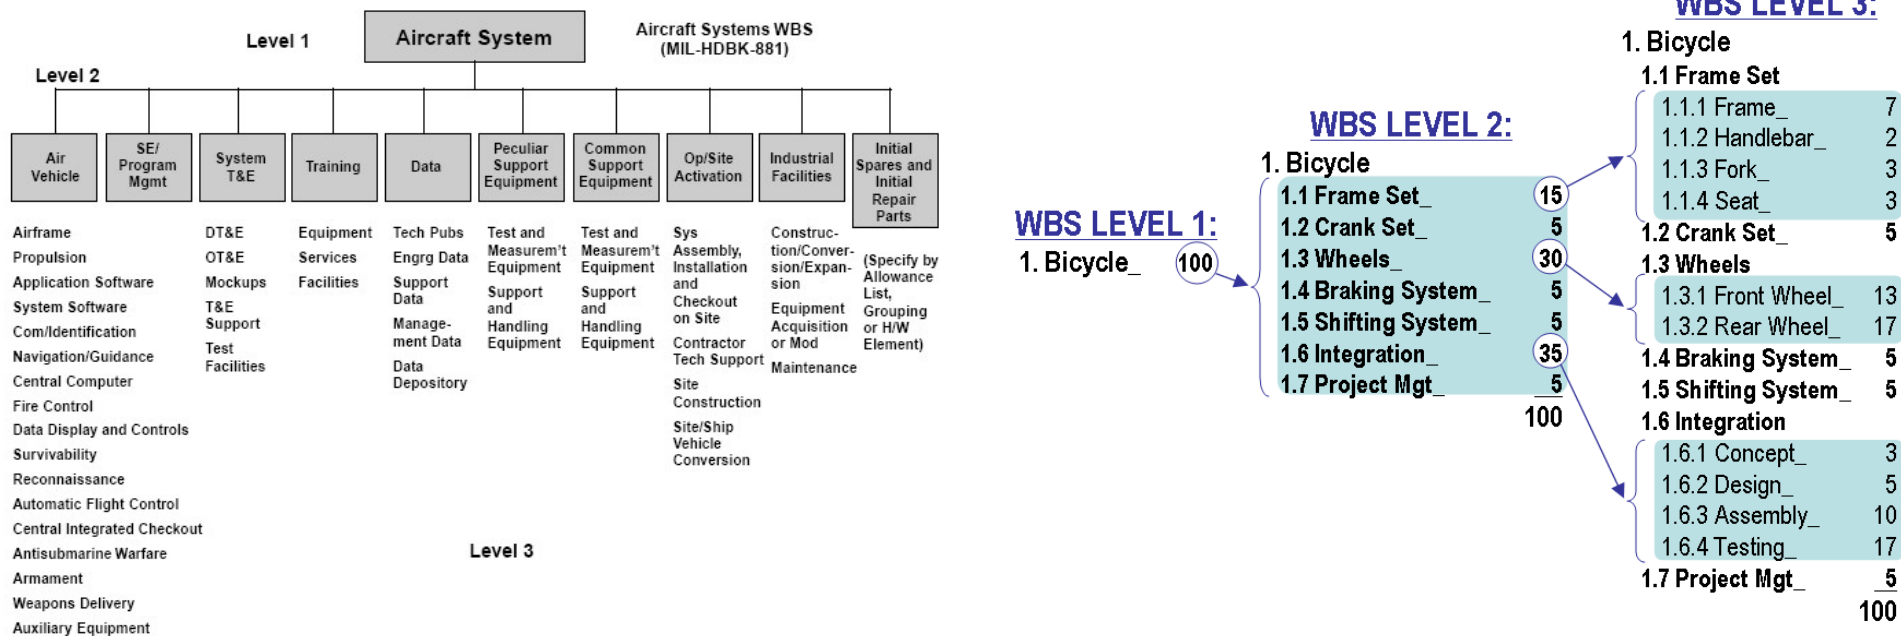 Level 1
Aircraft System
Aircraft Systems WBS
(MIL-HDBK-881)
Level 2
Air
Vehicle
SE/
Program
Mgmt
System
T&E
Training
Data
Peculiar
Support
Equipment
Common
Support
Equipment
Op/Site
Activation
Industrial
Facilities
Initial
Spares and
Initial
Repair
Parts
Airframe
Propulsion
Application Software
System Software
Com/Identification
Navigation/Guidance
Central Computer
Fire Control
Data Display and Controls
Survivability
Reconnaissance
Automatic Flight Control
Central Integrated Checkout
Antisubmarine Warfare
Armament
Weapons Delivery
Auxiliary Equipment
DT&E
OT&E
Mockups
T&E
Support
Test
Facilities
Equipment
Services
Facilities
Tech Pubs
Engrg Data
Support
Data
Manage-
ment Data
Data
Depository
Test and
Measurem't
Equipment
Support
and
Handling
Equipment
Test and
Measurem't
Equipment
Support
and
Handling
Equipment
Sys
Assembly,
Installation
and
Checkout
on Site
Contractor
Tech Support
Site
Construction
Site/Ship
Vehicle
Conversion
Construc-
tion/Conver-
sion/Expan-
sion
Equipment
Acquisition
or Mod
Maintenance
(Specify by
Allowance
List,
Grouping
or H/W
Element)
Level 3
WBS LEVEL 1:
1. Bicycle_ 100
WBS LEVEL 2:
1. Bicycle
1.1 Frame Set_ 15
1.2 Crank Set_ 5
1.3 Wheels_ 30
1.4 Braking System_ 5
1.5 Shifting System_ 5
1.6 Integration_ 35
1.7 Project Mgt_ 5
100
WBS LEVEL 3:
1. Bicycle
1.1 Frame Set
1.1.1 Frame_ 7
1.1.2 Handlebar_ 2
1.1.3 Fork_ 3
1.1.4 Seat_ 3
1.2 Crank Set_ 5
1.3 Wheels
1.3.1 Front Wheel_ 13
1.3.2 Rear Wheel_ 17
1.4 Braking System_ 5
1.5 Shifting System_ 5
1.6 Integration
1.6.1 Concept_ 3
1.6.2 Design_ 5
1.6.3 Assembly_ 10
1.6.4 Testing_ 17
1.7 Project Mgt_ 5
100